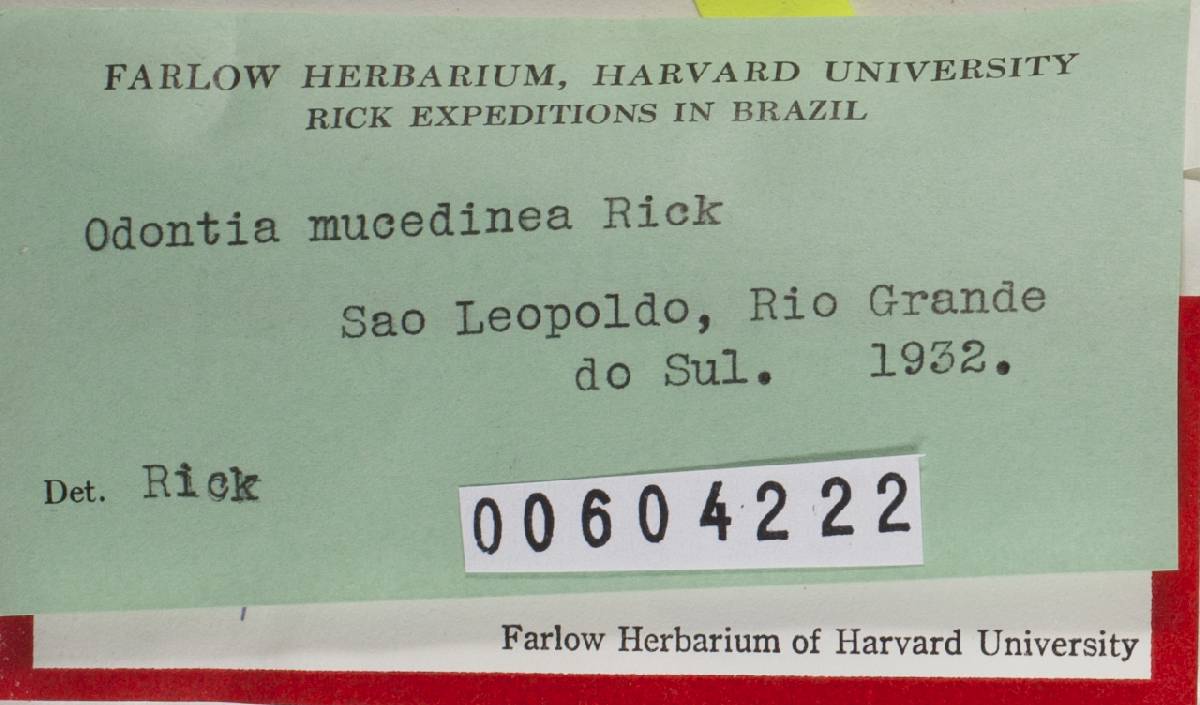 FARLOW HERBARIUM, HARVARD UNIVERSITY
RICK EXPEDITIONS IN BRAZIL
Odontia mucedinea Rick
Sao Leopoldo, Rio Grande
do Sul. 1932.
Det. Rick
00604222
Farlow Herbarium of Harvard University